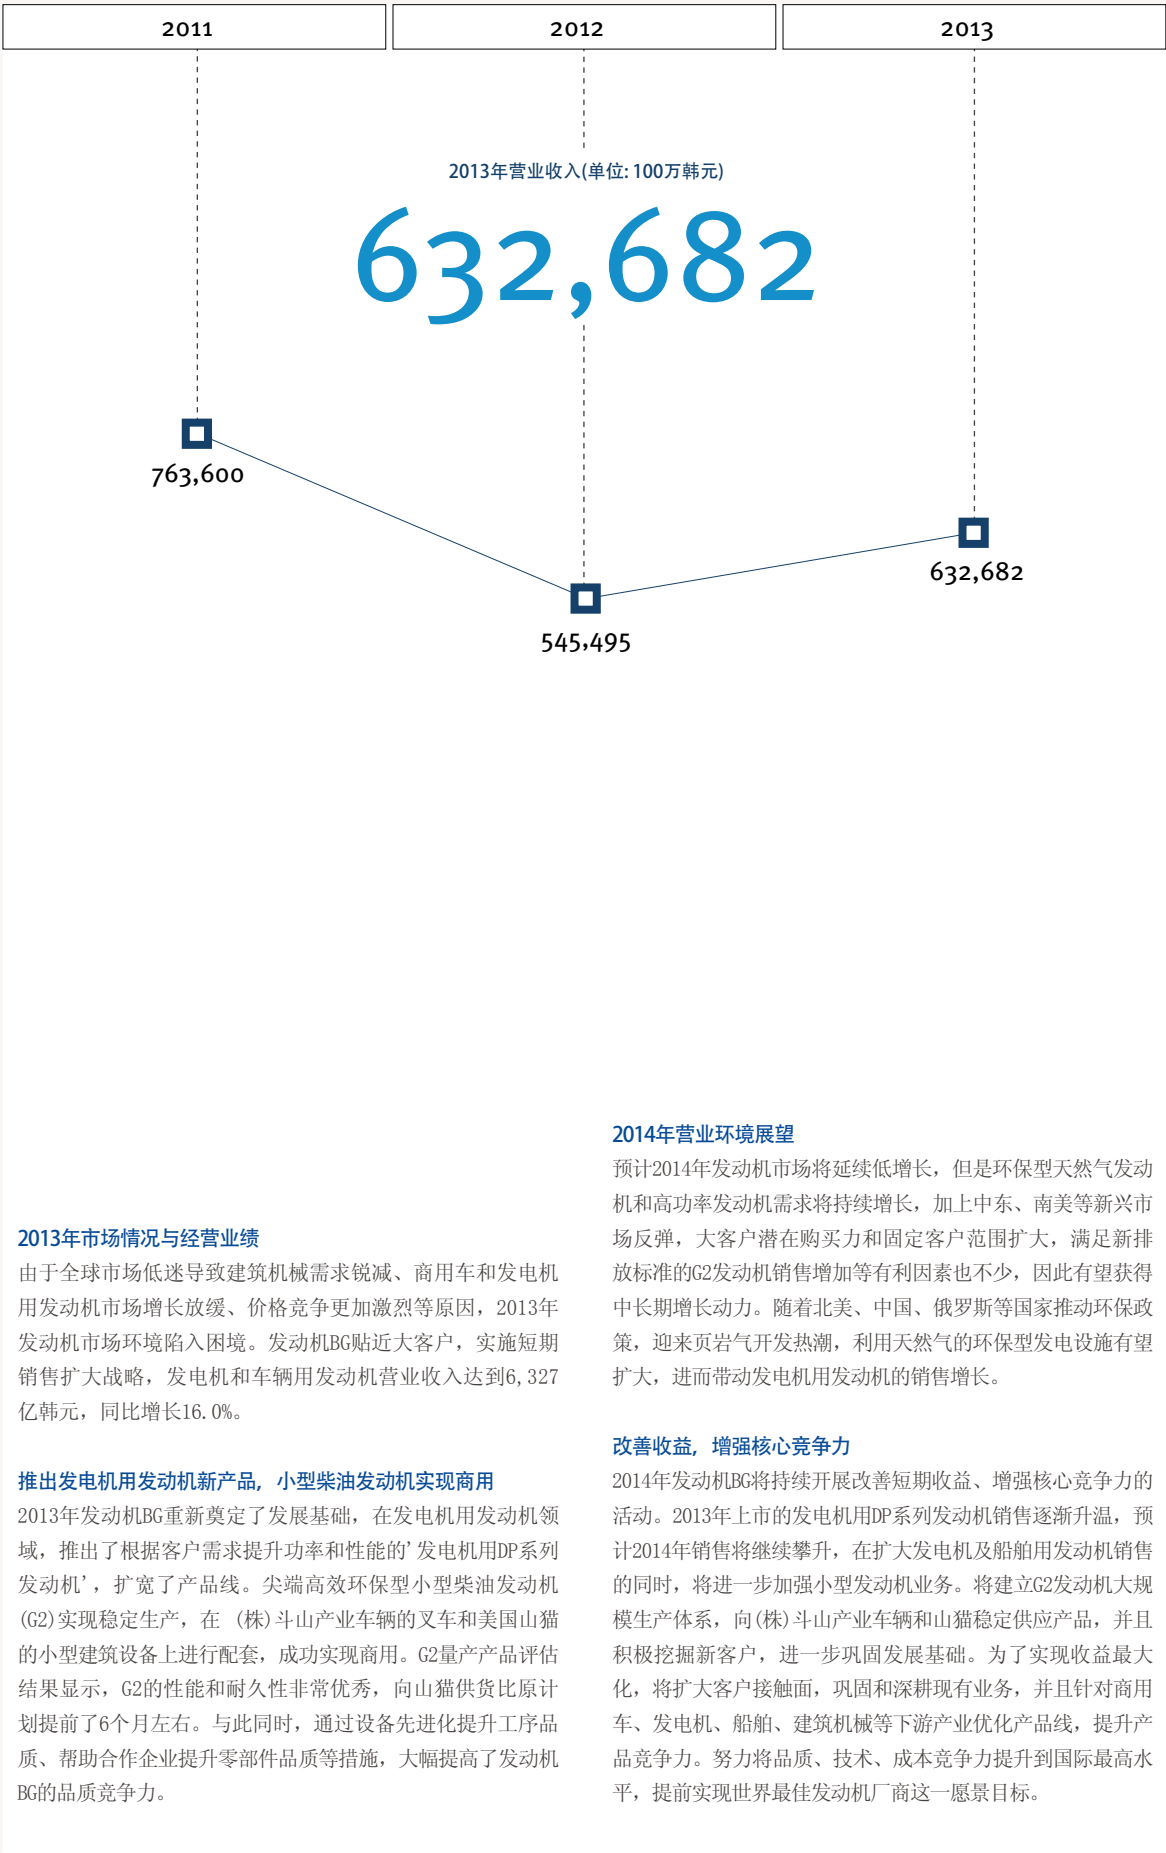 2011
2012
2013
2013年营业收入(单位: 100万韩元)
632,682
763,600
545,495
632,682
2013年市场情况与经营业绩
由于全球市场低迷导致建筑机械需求锐减、商用车和发电机
用发动机市场增长放缓、价格竞争更加激烈等原因，2013年
发动机市场环境陷入困境。发动机BG贴近大客户，实施短期
销售扩大战略，发电机和车辆用发动机营业收入达到6,327
亿韩元，同比增长16.0%。
推出发电机用发动机新产品，小型柴油发动机实现商用
2013年发动机BG重新奠定了发展基础，在发电机用发动机领
域，推出了根据客户需求提升功率和性能的'发电机用DP系列
发动机'，扩宽了产品线。尖端高效环保型小型柴油发动机
(G2)实现稳定生产，在 (株)斗山产业车辆的叉车和美国山猫
的小型建筑设备上进行配套，成功实现商用。G2量产产品评估
结果显示，G2的性能和耐久性非常优秀，向山猫供货比原计
划提前了6个月左右。与此同时，通过设备先进化提升工序品
质、帮助合作企业提升零部件品质等措施，大幅提高了发动机
BG的品质竞争力。
2014年营业环境展望
预计2014年发动机市场将延续低增长，但是环保型天然气发动
机和高功率发动机需求将持续增长，加上中东、南美等新兴市
场反弹，大客户潜在购买力和固定客户范围扩大，满足新排
放标准的G2发动机销售增加等有利因素也不少，因此有望获得
中长期增长动力。随着北美、中国、俄罗斯等国家推动环保政
策，迎来页岩气开发热潮，利用天然气的环保型发电设施有望
扩大，进而带动发电机用发动机的销售增长。
改善收益，增强核心竞争力
2014年发动机BG将持续开展改善短期收益、增强核心竞争力的
活动。2013年上市的发电机用DP系列发动机销售逐渐升温，预
计2014年销售将继续攀升，在扩大发电机及船舶用发动机销售
的同时，将进一步加强小型发动机业务。将建立G2发动机大规
模生产体系，向(株)斗山产业车辆和山猫稳定供应产品，并且
积极挖掘新客户，进一步巩固发展基础。为了实现收益最大
化，将扩大客户接触面，巩固和深耕现有业务，并且针对商用
车、发电机、船舶、建筑机械等下游产业优化产品线，提升产
品竞争力。努力将品质、技术、成本竞争力提升到国际最高水
平，提前实现世界最佳发动机厂商这一愿景目标。